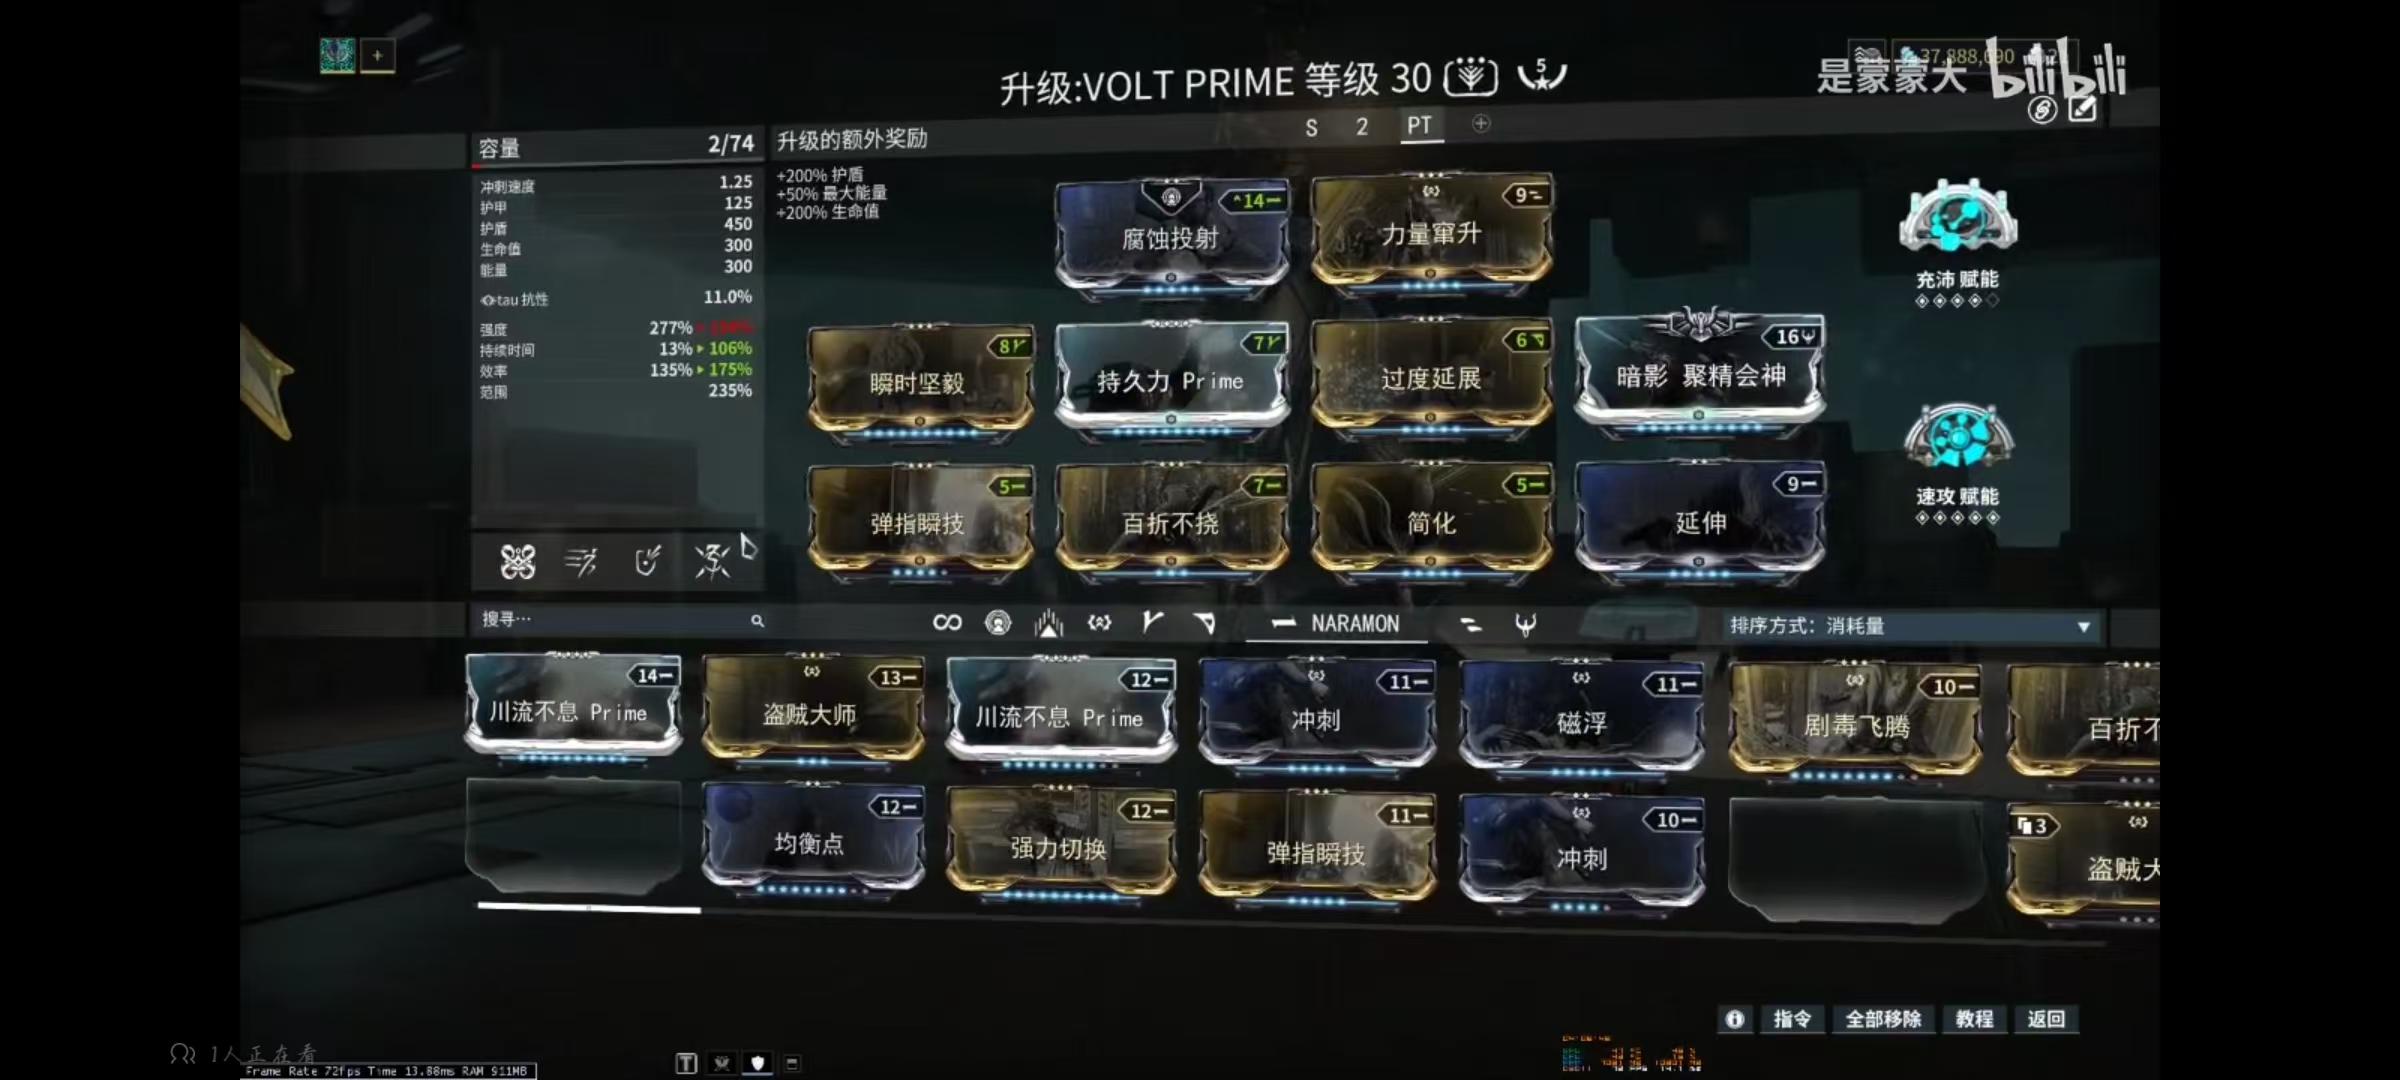 升级:VOLT PRIME 等级 30
5
是蒙蒙大 bilibili
S 2 PT
容量 2/74
升级的额外奖励
+200% 护盾
+50% 最大能量
+200% 生命值
冲刺速度 1.25
护甲 125
护盾 450
生命值 300
能量 300
tau 抗性 11.0%
强度 277%
持续时间 13% 106%
效率 135% 175%
范围 235%
14
腐蚀投射
9
力量窜升
充沛 赋能
8
瞬时坚毅
7
持久力 Prime
6
过度延展
16
暗影 聚精会神
5
弹指瞬技
7
百折不挠
5
简化
9
延伸
速攻 赋能
搜寻…
NARAMON
排序方式: 消耗量
14
川流不息 Prime
13
盗贼大师
12
川流不息 Prime
11
冲刺
11
磁浮
10
剧毒飞腾
百折不
12
均衡点
12
强力切换
11
弹指瞬技
10
冲刺
3
盗贼大
指令 全部移除 教程 返回
1人正在看
Frame Rate 72fps Time 13.88ms RAM 911MB